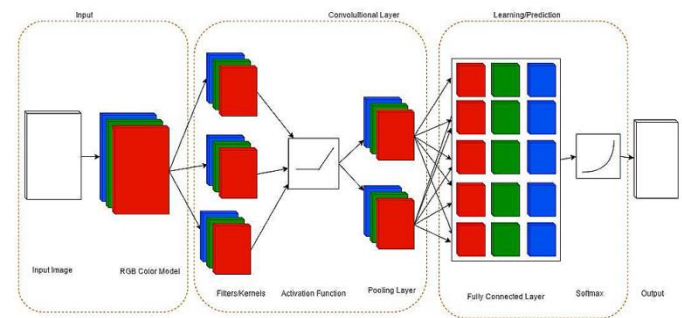 Input
Convolultional Layer
Learning/Prediction
Input Image
RGB Color Model
Filters/Kernels
Activation Function
Pooling Layer
Fully Connected Layer
Softmax
Output